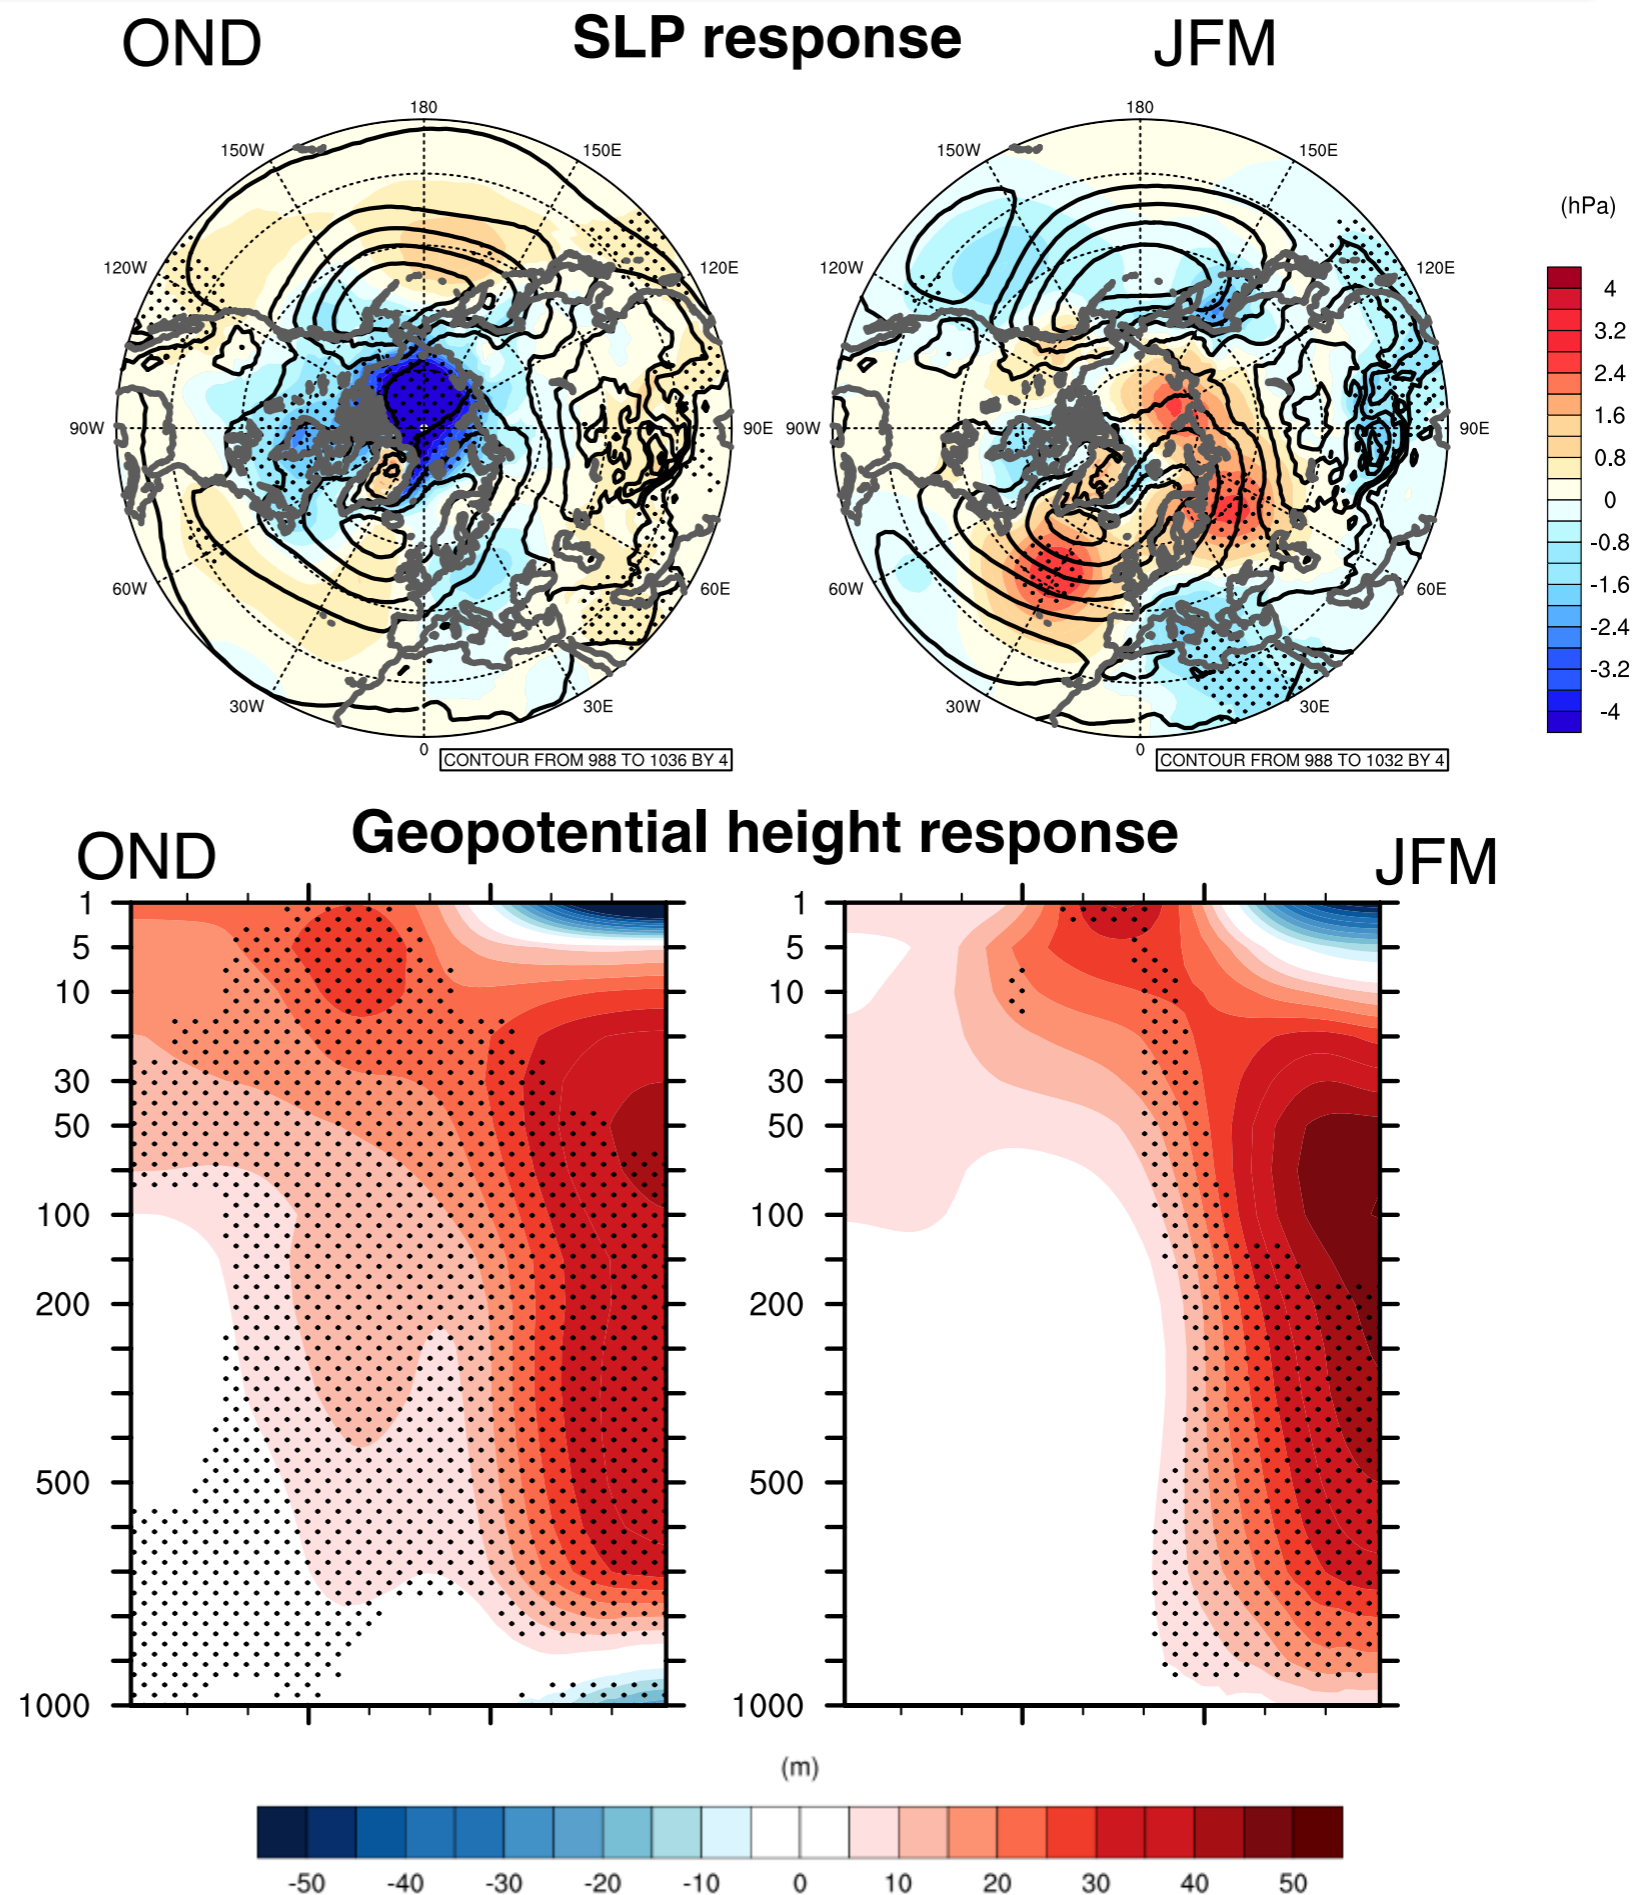 OND SLP response JFM
180 180
150W 150E 150W 150E
(hPa)
120W 120E 120W 120E
4
3.2
2.4
1.6
90W 90E 90W 90E
0.8
0
-0.8
60W 60E 60W 60E
-1.6
-2.4
-3.2
30W 30E 30W 30E
-4
0 0
CONTOUR FROM 988 TO 1036 BY 4 CONTOUR FROM 988 TO 1032 BY 4
Geopotential height response
OND JFM
1 1
5 5
10 10
30 30
50 50
100 100
200 200
500 500
1000 1000
(m)
-50 -40 -30 -20 -10 0 10 20 30 40 50